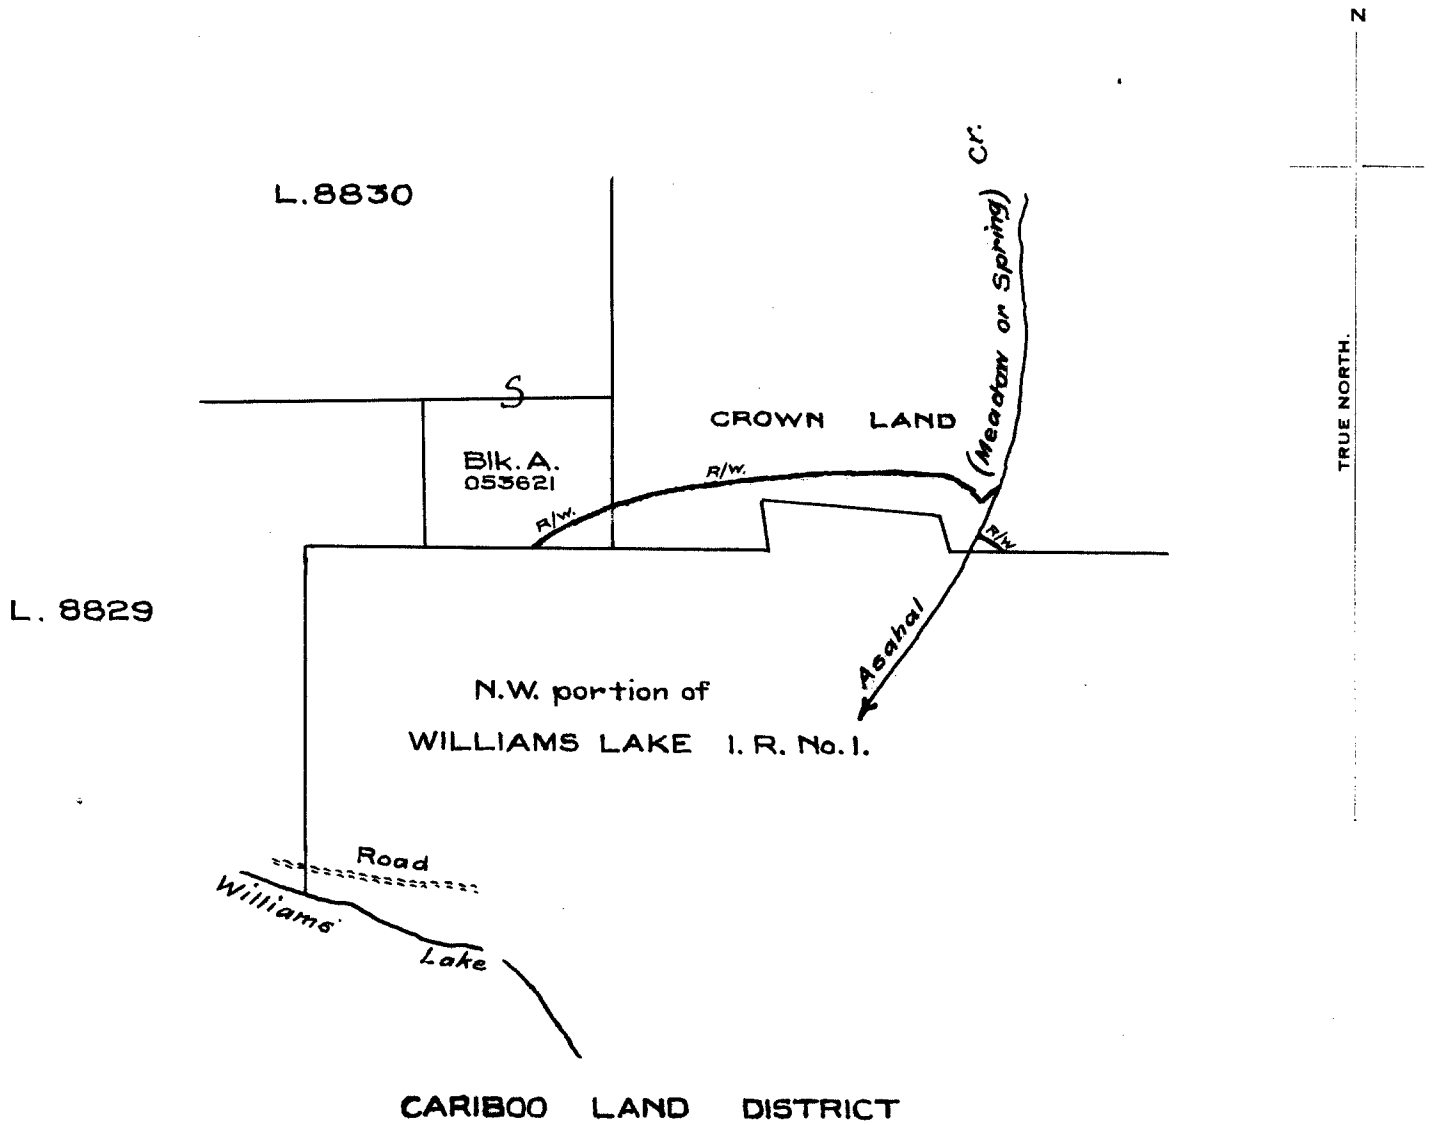 N
Cr.
L.8830
(Meadow or Spring)
TRUE NORTH.
S
CROWN LAND
Blk. A.
053621
R/W.
R/W.
R/W
L. 8829
Asahal
N.W. portion of
WILLIAMS LAKE I. R. No. 1.
Road
Williams
Lake
CARIBOO LAND DISTRICT